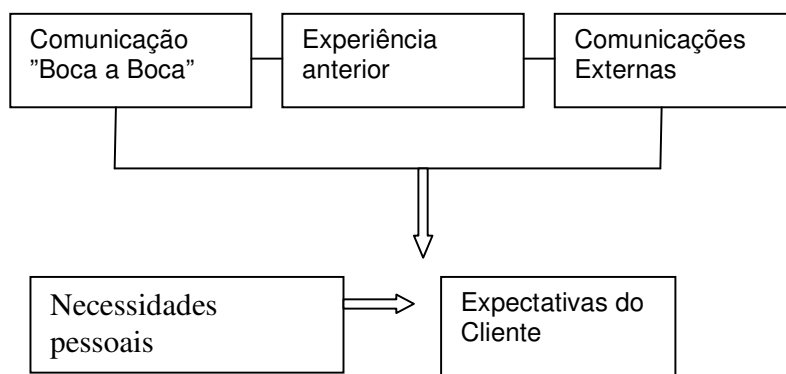 Comunicação
”Boca a Boca”
Experiência
anterior
Comunicações
Externas
Necessidades
pessoais
Expectativas do
Cliente